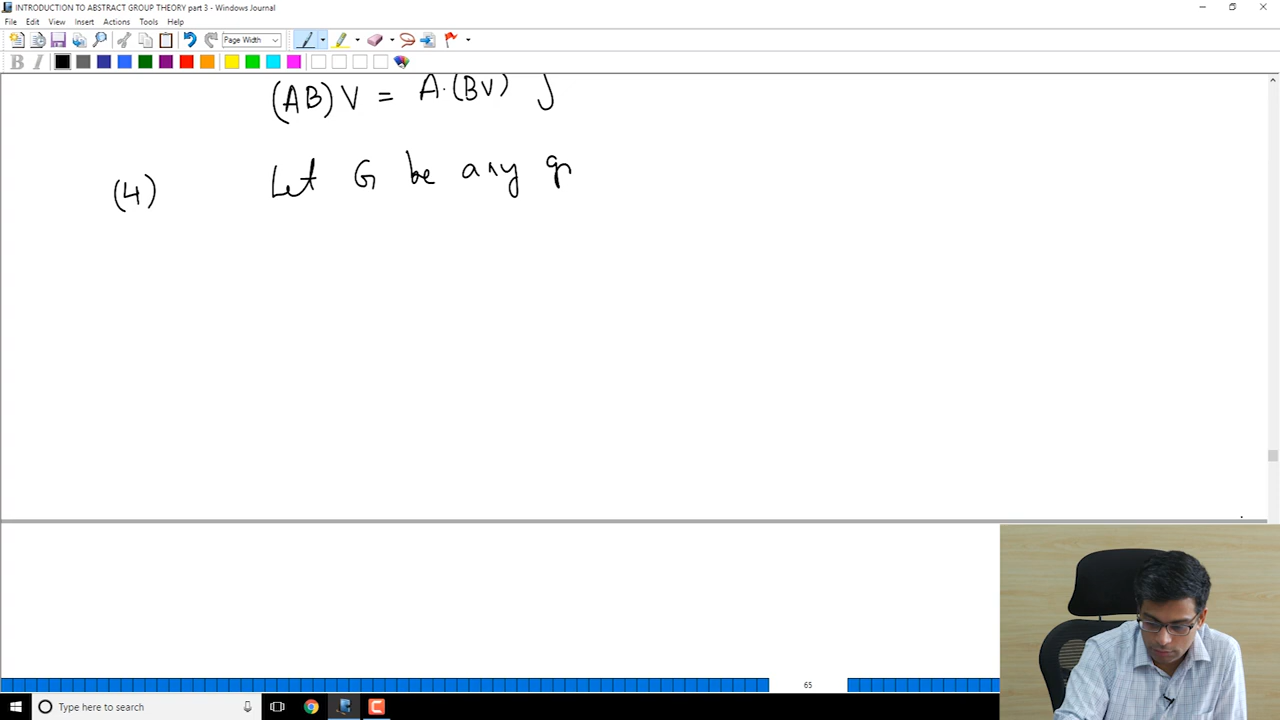 INTRODUCTION TO ABSTRACT GROUP THEORY part 3 - Windows Journal
File Edit View Insert Actions Tools Help
Page Width
B I
(AB)V = A.(BV)
(4) Let G be any gr
65
Type here to search